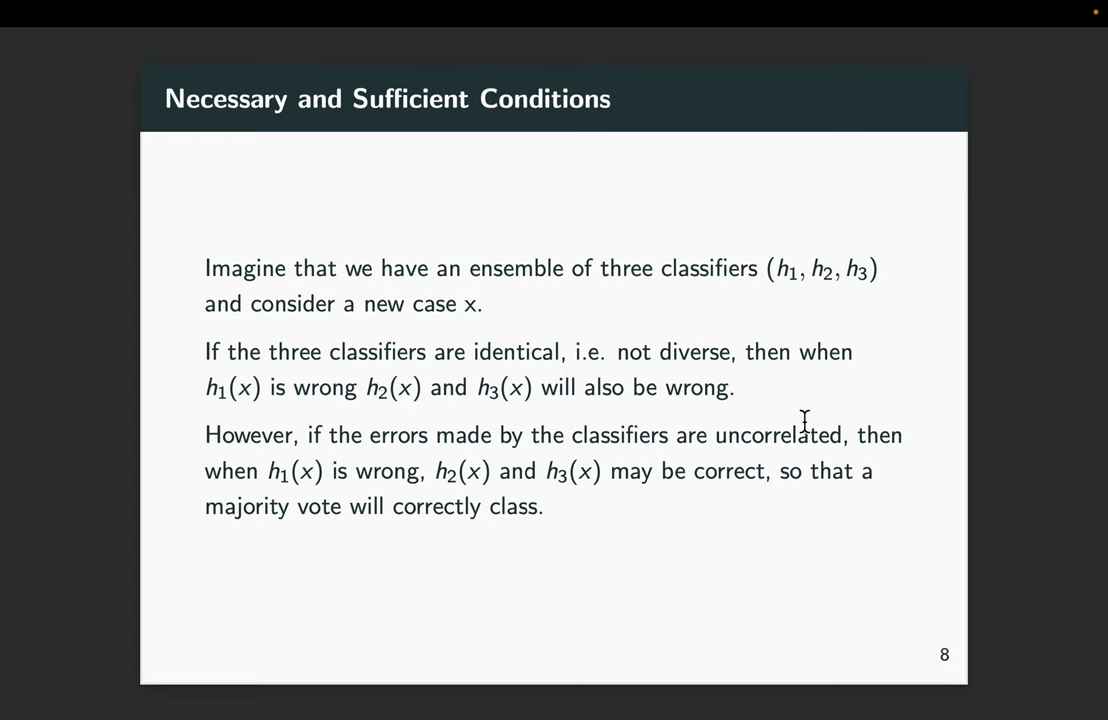 Necessary and Sufficient Conditions
Imagine that we have an ensemble of three classifiers (h₁, h₂, h₃)
and consider a new case x.
If the three classifiers are identical, i.e. not diverse, then when
h₁(x) is wrong h₂(x) and h₃(x) will also be wrong.
However, if the errors made by the classifiers are uncorrelated, then
when h₁(x) is wrong, h₂(x) and h₃(x) may be correct, so that a
majority vote will correctly class.
8